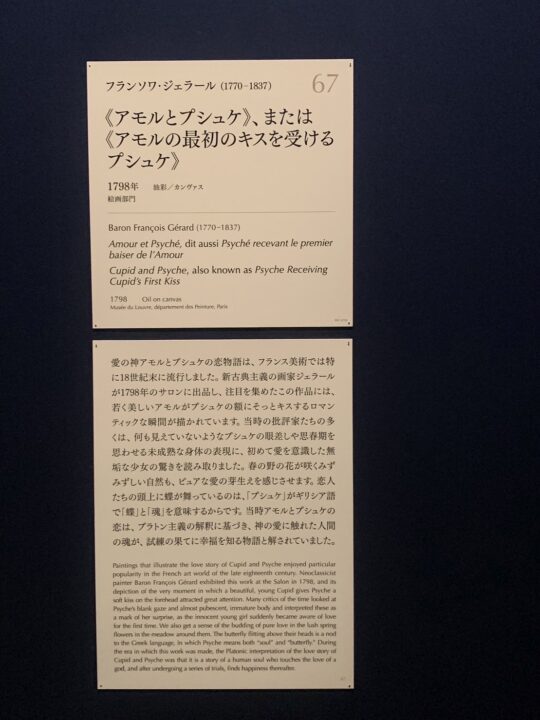 フランソワ・ジェラール (1770–1837)
67
《アモルとプシュケ》、または
《アモルの最初のキスを受ける
プシュケ》
1798年 油彩／カンヴァス
絵画部門
Baron François Gérard (1770–1837)
Amour et Psyché, dit aussi Psyché recevant le premier
baiser de l'Amour
Cupid and Psyche, also known as Psyche Receiving
Cupid's First Kiss
1798 Oil on canvas
Musée du Louvre, département des Peinture, Paris
愛の神アモルとプシュケの恋物語は、フランス美術では特
に18世紀末に流行しました。新古典主義の画家ジェラール
が1798年のサロンに出品し、注目を集めたこの作品には、
若く美しいアモルがプシュケの額にそっとキスするロマン
ティックな瞬間が描かれています。当時の批評家たちの多
くは、何も見えていないようなプシュケの眼差しや思春期を
思わせる未成熟な身体の表現に、初めて愛を意識した無
垢な少女の驚きを読み取りました。春の野の花が咲くみず
みずしい自然も、ピュアな愛の芽生えを感じさせます。恋人
たちの頭上に蝶が舞っているのは、「プシュケ」がギリシア語
で「蝶」と「魂」を意味するからです。当時アモルとプシュケの
恋は、プラトン主義の解釈に基づき、神の愛に触れた人間
の魂が、試練の果てに幸福を知る物語と解されていました。
Paintings that illustrate the love story of Cupid and Psyche enjoyed particular
popularity in the French art world of the late eighteenth century. Neoclassicist
painter Baron François Gérard exhibited this work at the Salon in 1798, and its
depiction of the very moment in which a beautiful, young Cupid gives Psyche a
soft kiss on the forehead attracted great attention. Many critics of the time looked at
Psyche's blank gaze and almost pubescent, immature body and interpreted these as
a mark of her surprise, as the innocent young girl suddenly became aware of love
for the first time. We also get a sense of the budding of pure love in the lush spring
flowers in the meadow around them. The butterfly flitting above their heads is a nod
to the Greek language, in which Psyche means both "soul" and "butterfly." During
the era in which this work was made, the Platonic interpretation of the love story of
Cupid and Psyche was that it is a story of a human soul who touches the love of a
god, and after undergoing a series of trials, finds happiness thereafter.
67